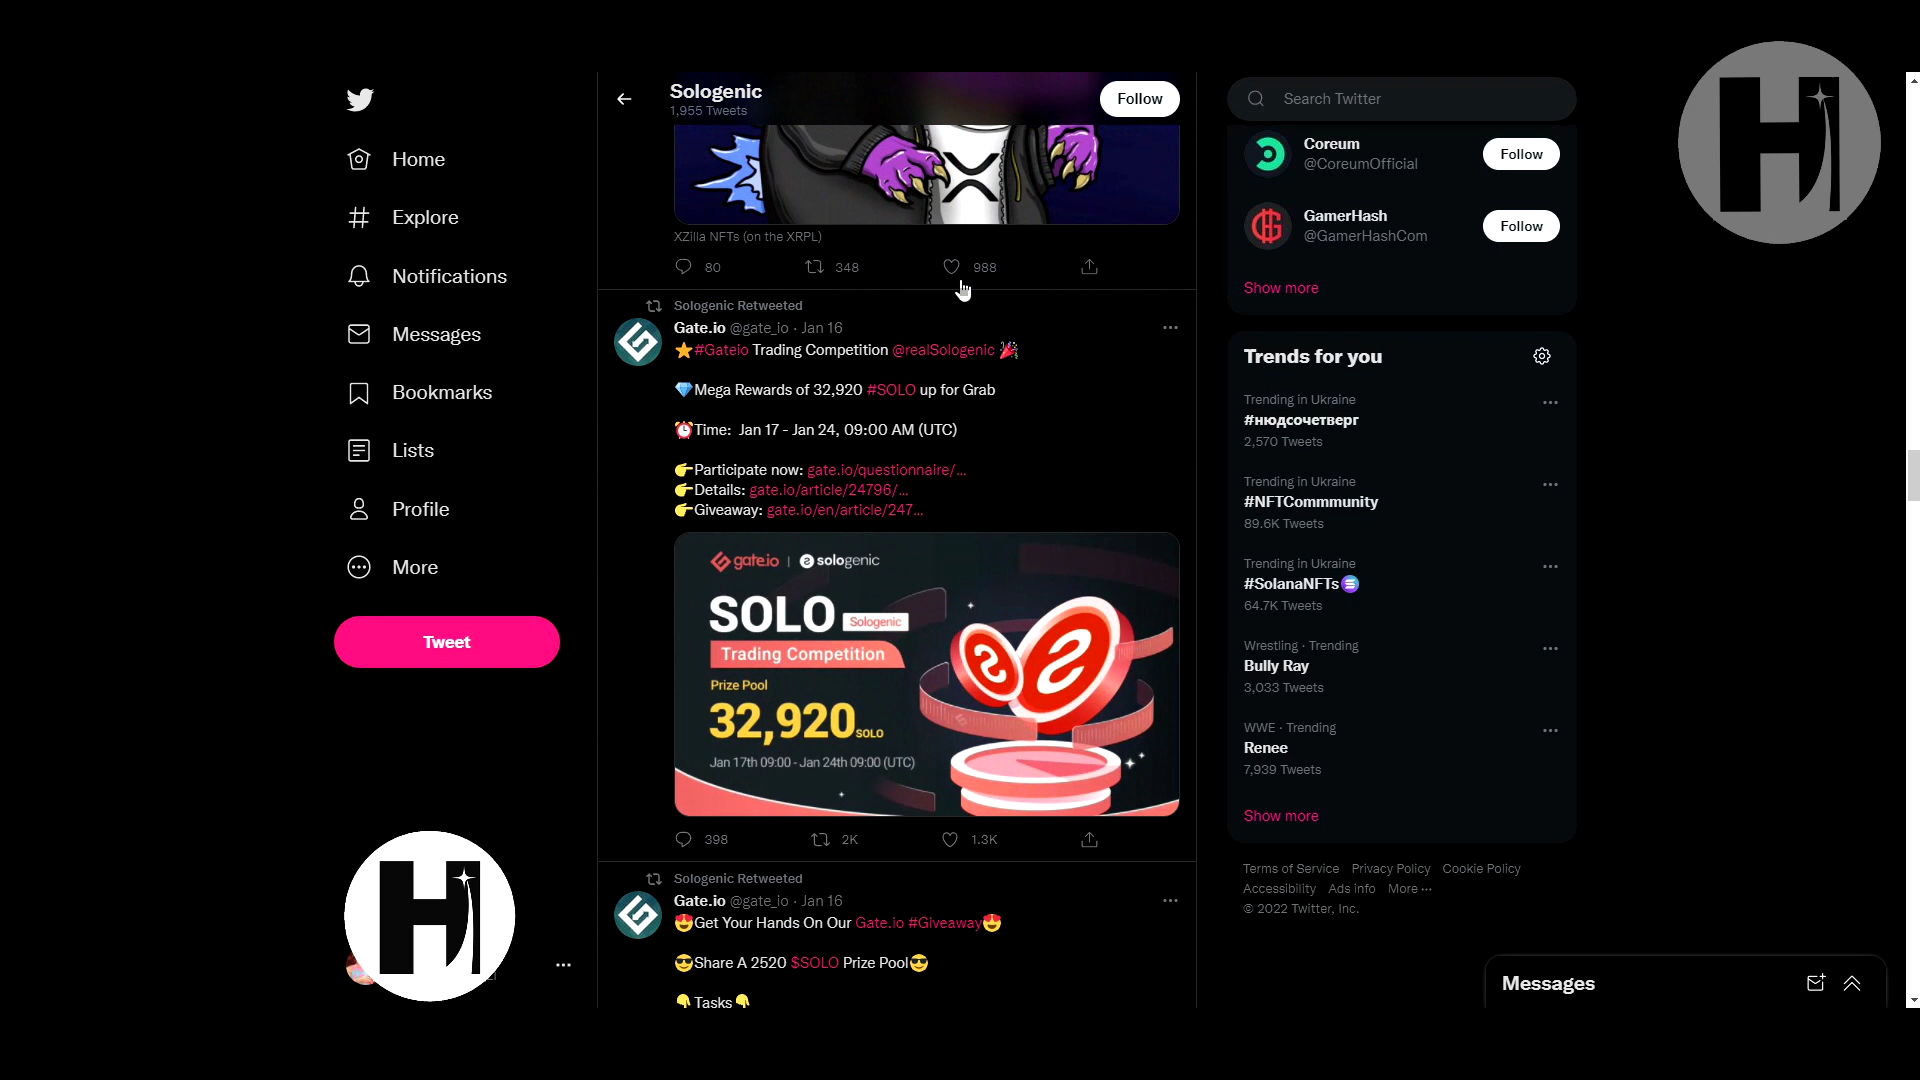 Home
Explore
Notifications
Messages
Bookmarks
Lists
Profile
More
Tweet
Sologenic
1,955 Tweets
Follow
XZilla NFTs (on the XRPL)
80
348
988
Sologenic Retweeted
Gate.io @gate_io · Jan 16
⭐#Gateio Trading Competition @realSologenic 🎉
💎Mega Rewards of 32,920 #SOLO up for Grab
⏰Time: Jan 17 - Jan 24, 09:00 AM (UTC)
👉Participate now: gate.io/questionnaire/...
👉Details: gate.io/article/24796/...
👉Giveaway: gate.io/en/article/247...
gate.io | sologenic
SOLO Sologenic
Trading Competition
Prize Pool
32,920 SOLO
Jan 17th 09:00 - Jan 24th 09:00 (UTC)
398
2K
1.3K
Sologenic Retweeted
Gate.io @gate_io · Jan 16
😍Get Your Hands On Our Gate.io #Giveaway😍
😎Share A 2520 $SOLO Prize Pool😎
👇Tasks👇
Search Twitter
Coreum
@CoreumOfficial
Follow
GamerHash
@GamerHashCom
Follow
Show more
Trends for you
Trending in Ukraine
#нюдсочетверг
2,570 Tweets
Trending in Ukraine
#NFTCommmunity
89.6K Tweets
Trending in Ukraine
#SolanaNFTs
64.7K Tweets
Wrestling · Trending
Bully Ray
3,033 Tweets
WWE · Trending
Renee
7,939 Tweets
Show more
Terms of Service Privacy Policy Cookie Policy
Accessibility Ads info More ···
© 2022 Twitter, Inc.
Messages
H
H